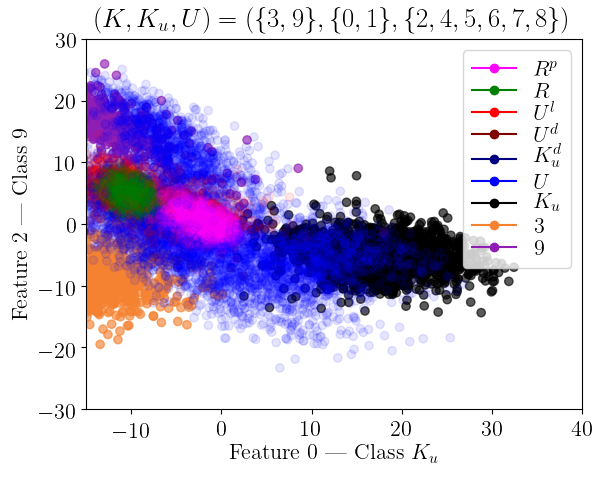 (K, K_u, U) = ({3, 9}, {0, 1}, {2, 4, 5, 6, 7, 8})
30
20
10
0
−10
−20
−30
Feature 2 — Class 9
R^p
R
U^l
U^d
K_u^d
U
K_u
3
9
−10
0
10
20
30
40
Feature 0 — Class K_u